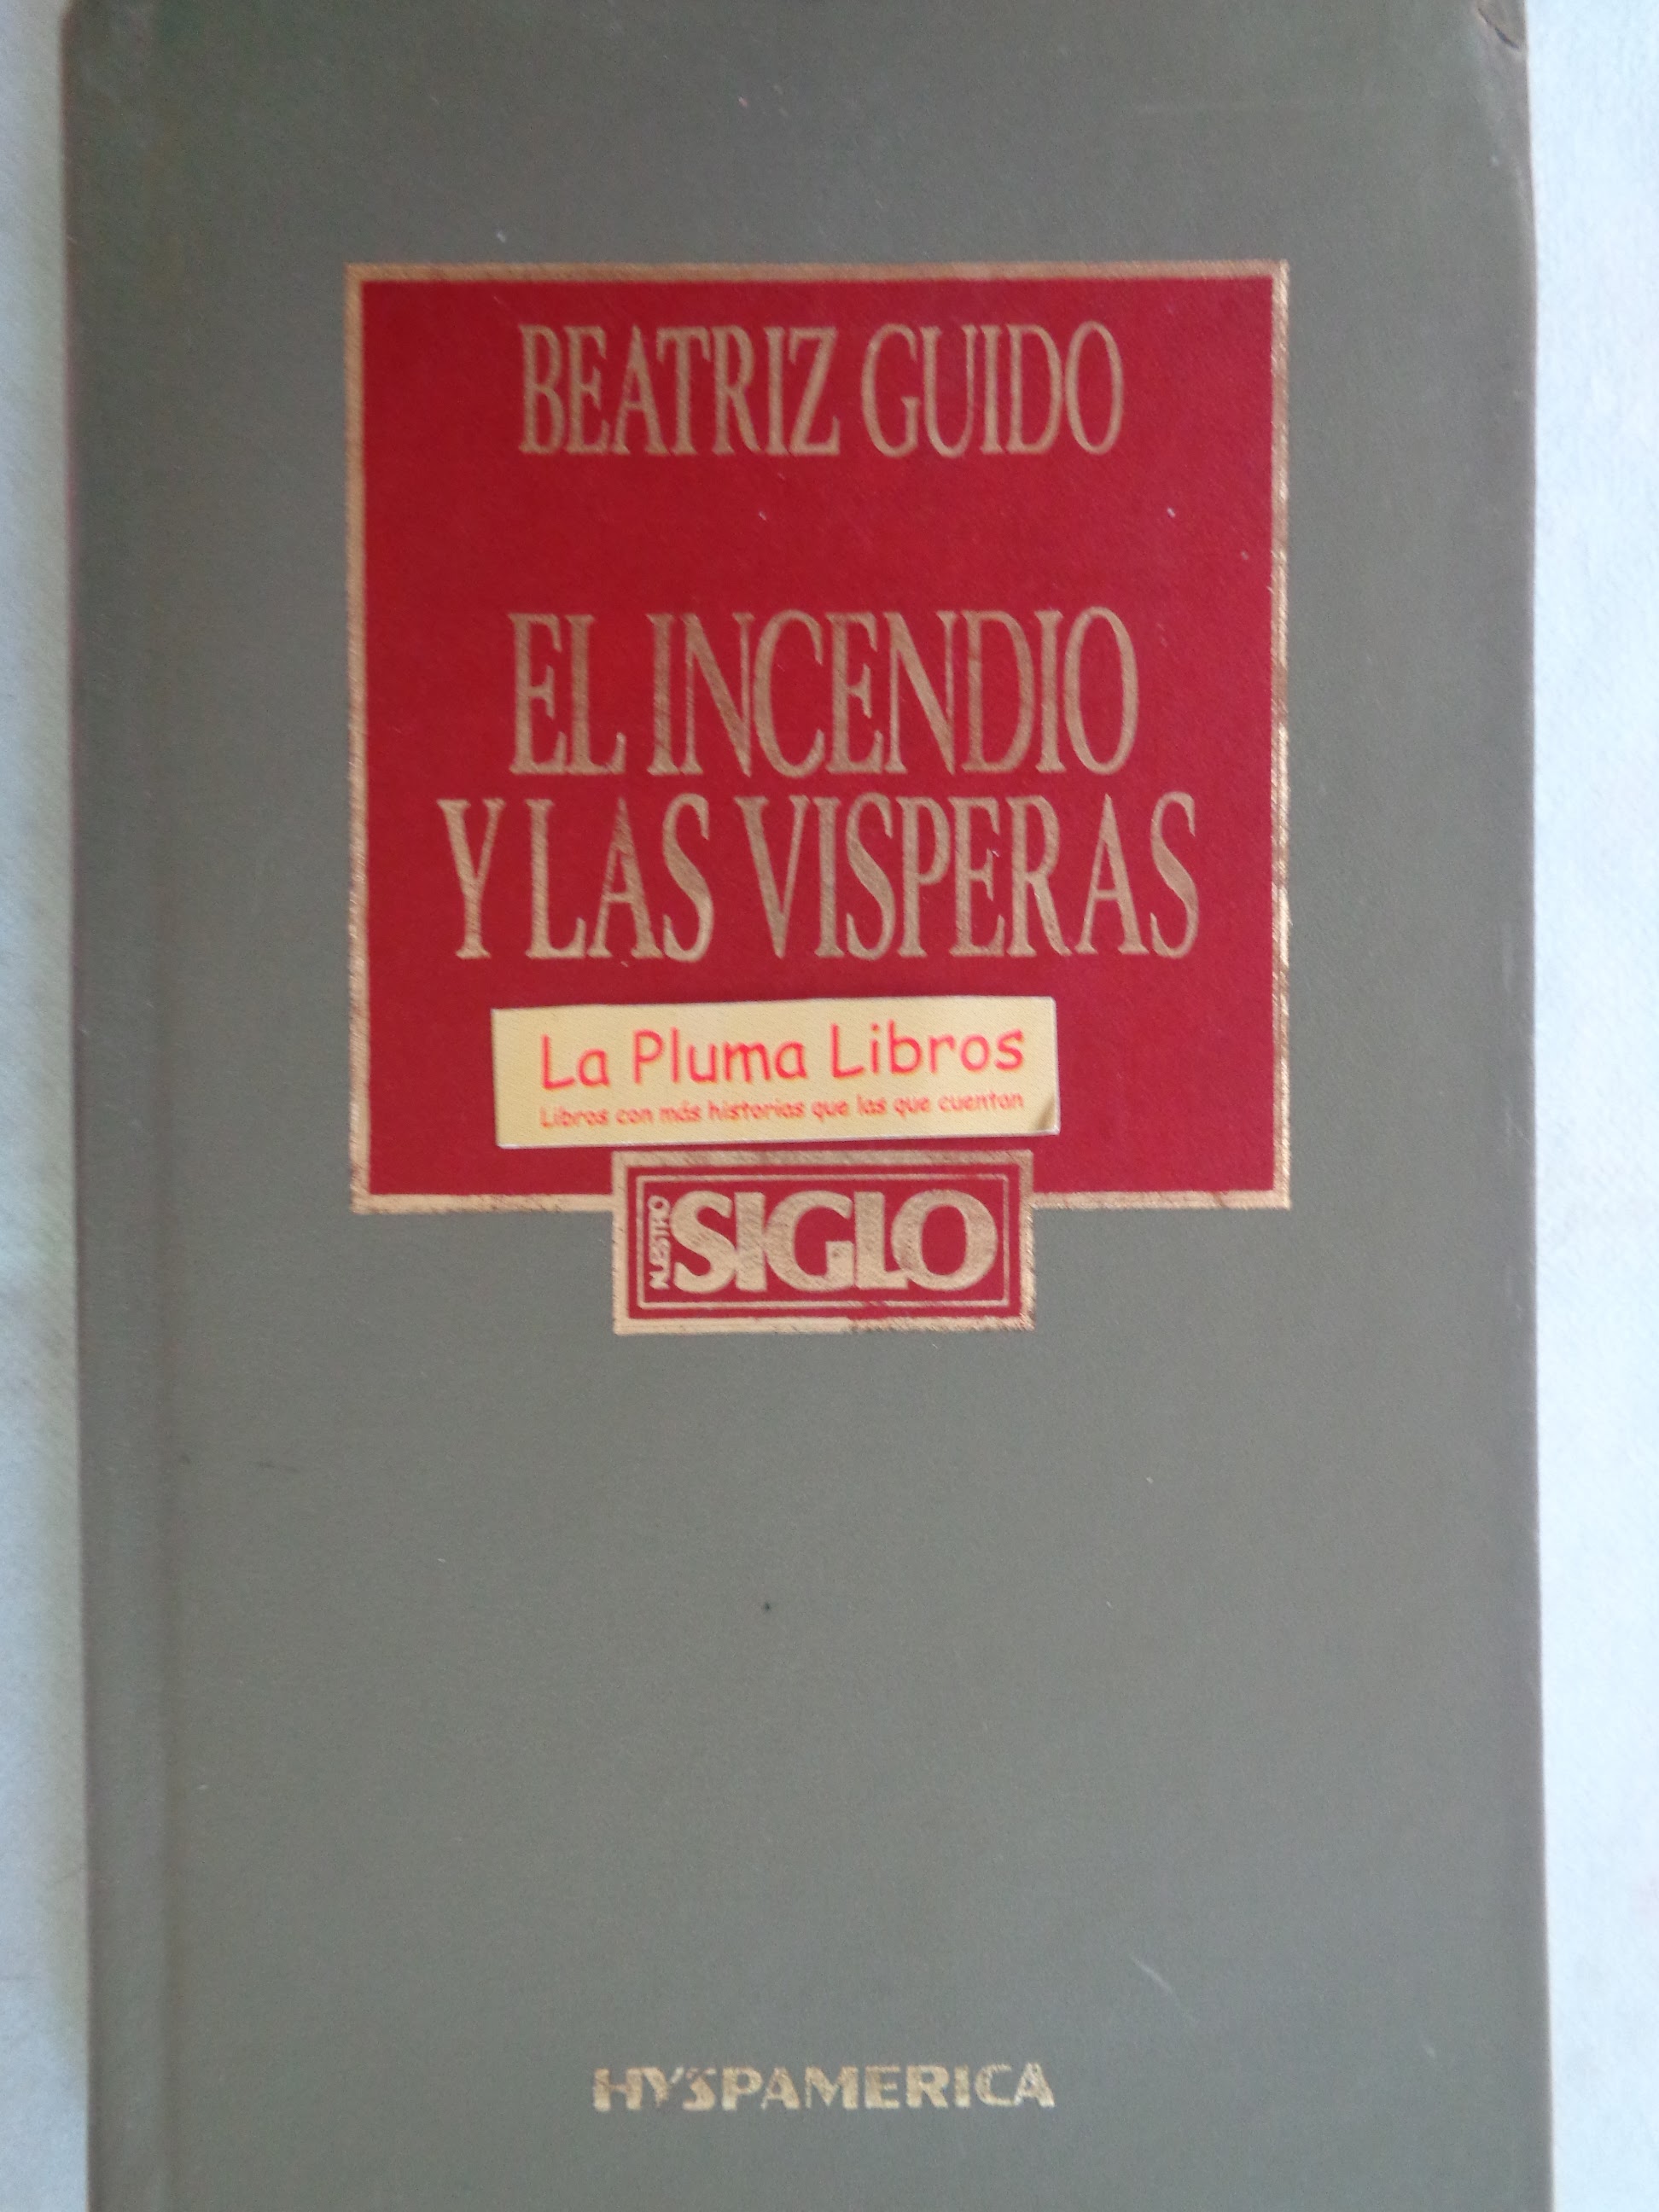 BEATRIZ GUIDO
EL INCENDIO
Y LAS VISPERAS
La Pluma Libros
Libros con más historias que las que cuentan
NUESTRO
SIGLO
HYSPAMERICA